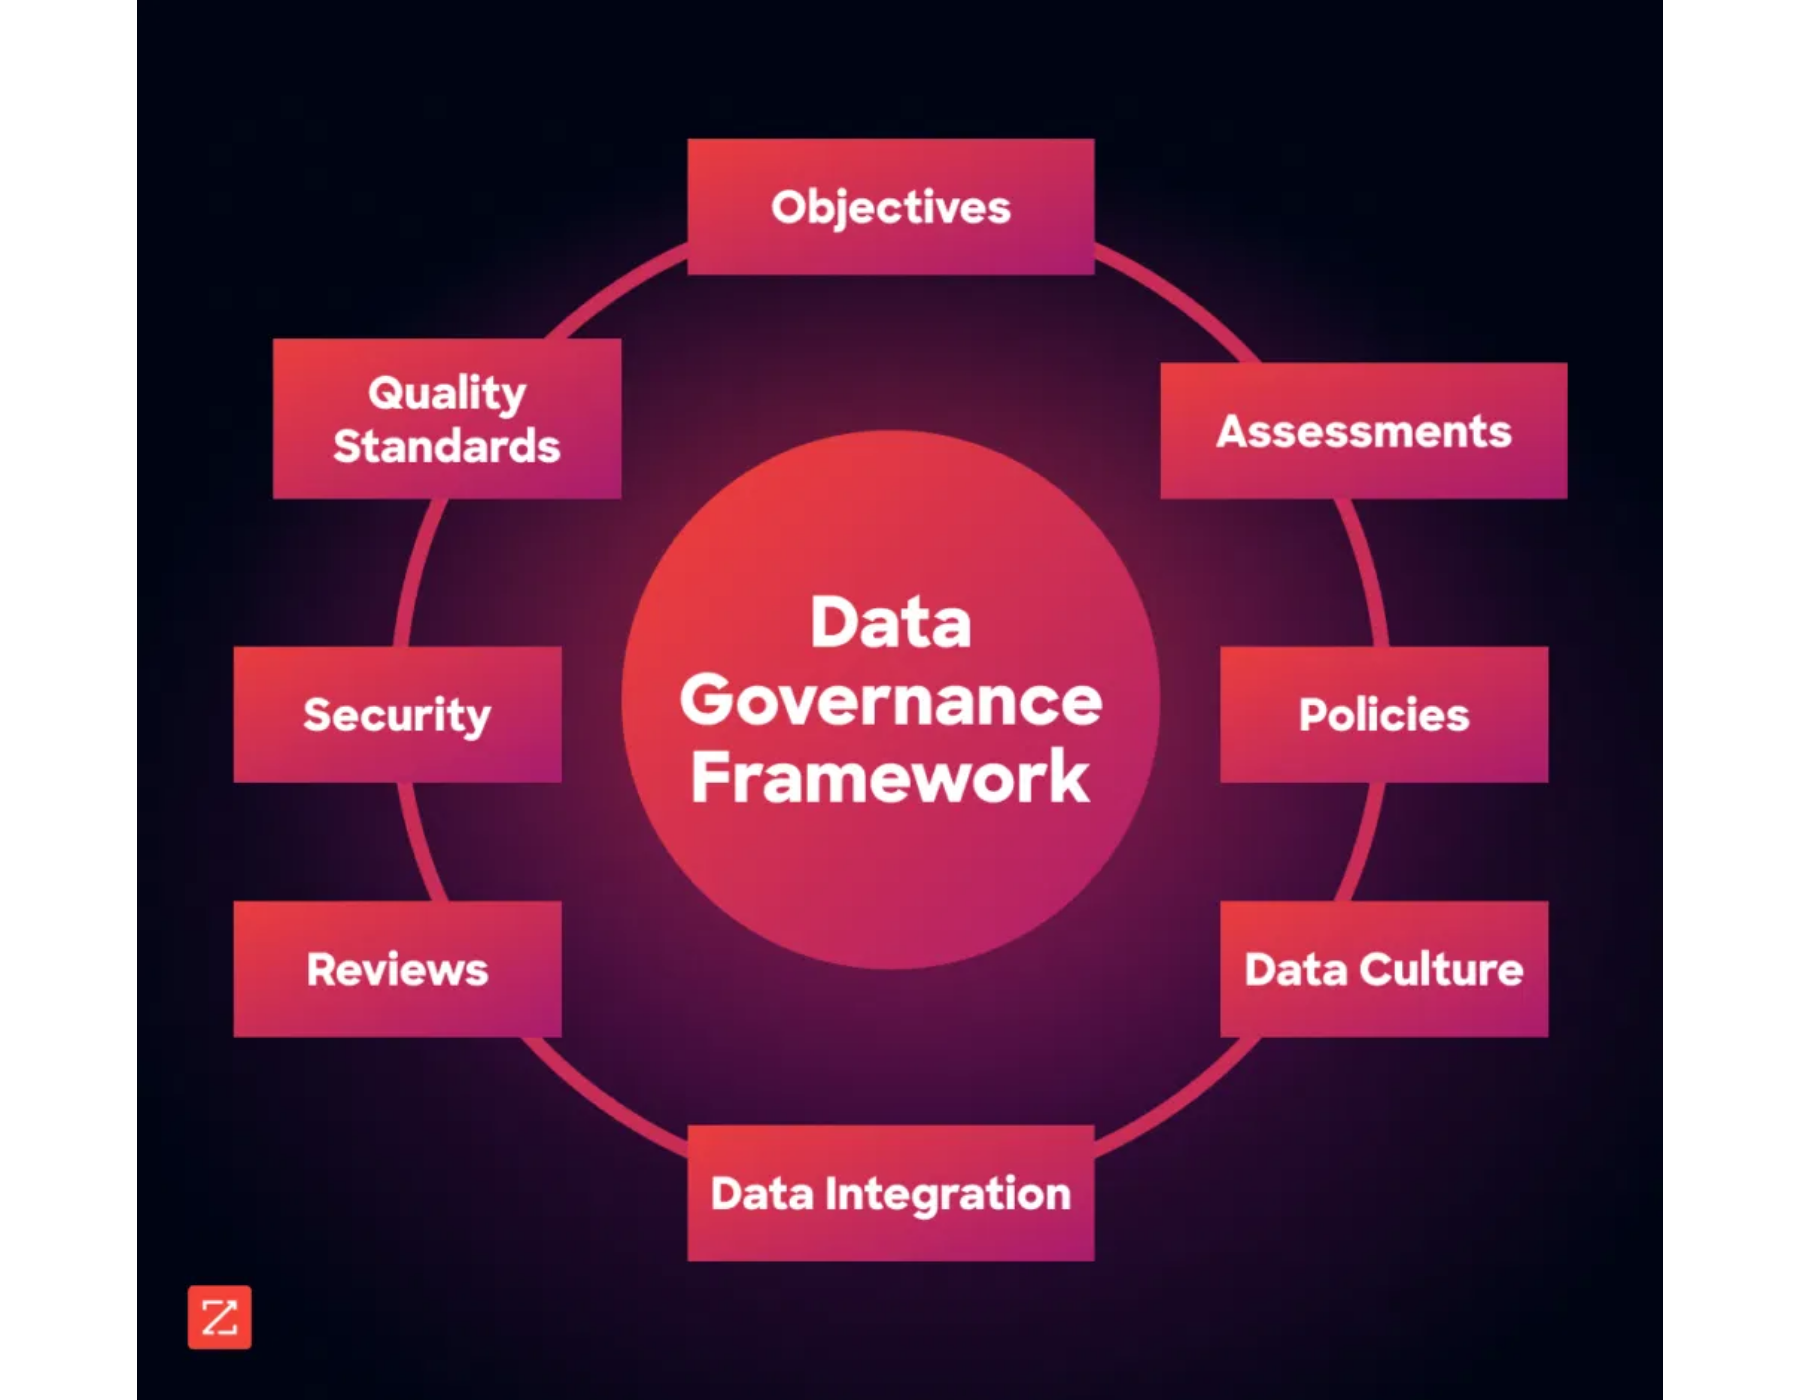 Objectives
Quality
Standards
Assessments
Data
Governance
Framework
Security
Policies
Reviews
Data Culture
Data Integration
Z